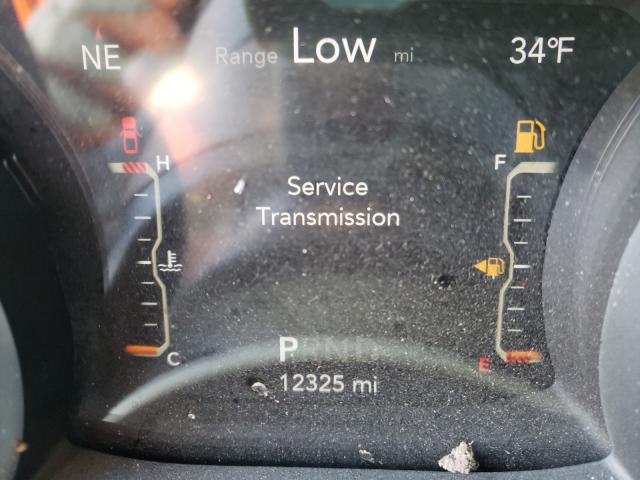 NE Range Low mi 34°F
H F
Service
Transmission
C E
P
12325 mi